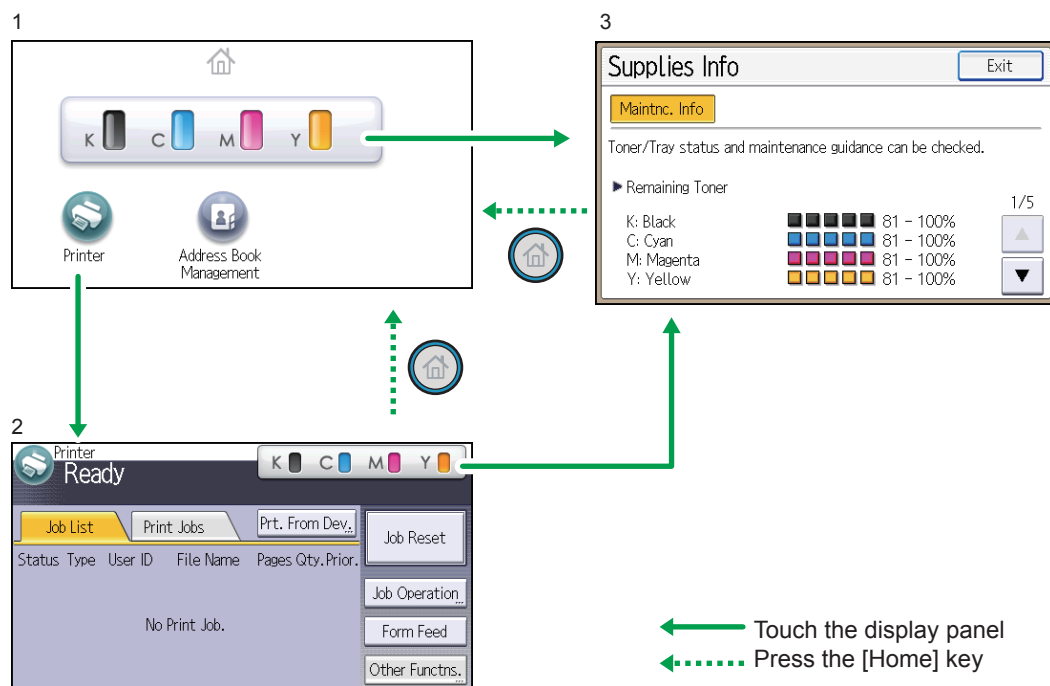 1
K C M Y
Printer
Address Book
Management
3
Supplies Info
Exit
Maintnc. Info
Toner/Tray status and maintenance guidance can be checked.
Remaining Toner
1/5
K: Black 81 - 100%
C: Cyan 81 - 100%
M: Magenta 81 - 100%
Y: Yellow 81 - 100%
2
Printer
Ready
K C M Y
Job List
Print Jobs
Prt. From Dev.
Job Reset
Status Type User ID File Name Pages Qty. Prior.
Job Operation
No Print Job.
Form Feed
Other Functns.
Touch the display panel
Press the [Home] key